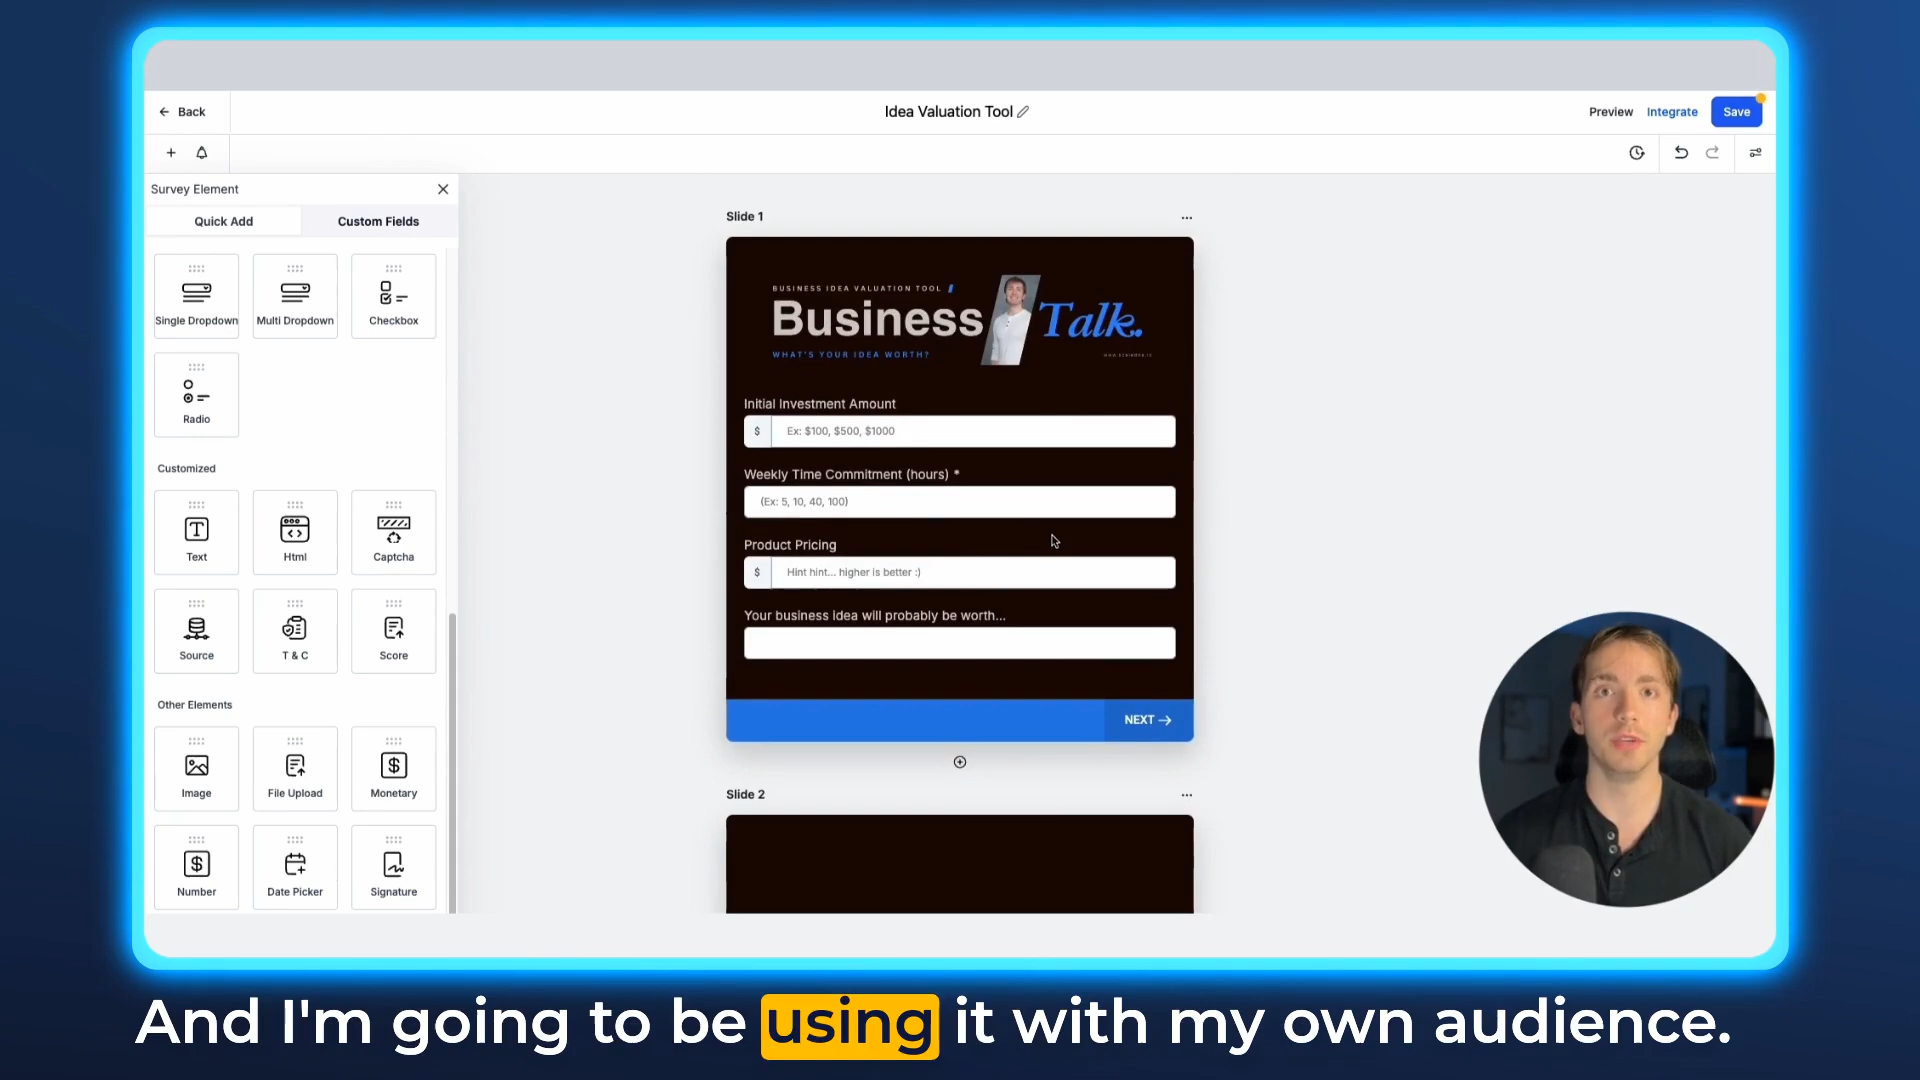 Back
Idea Valuation Tool
Preview
Integrate
Save
Survey Element
Quick Add
Custom Fields
Single Dropdown
Multi Dropdown
Checkbox
Radio
Customized
Text
Html
Captcha
Source
T & C
Score
Other Elements
Image
File Upload
Monetary
Number
Date Picker
Signature
Slide 1
BUSINESS IDEA VALUATION TOOL
Business Talk.
WHAT'S YOUR IDEA WORTH?
Initial Investment Amount
$ Ex: $100, $500, $1000
Weekly Time Commitment (hours) *
(Ex: 5, 10, 40, 100)
Product Pricing
$ Hint hint... higher is better :)
Your business idea will probably be worth...
NEXT
Slide 2
And I'm going to be using it with my own audience.